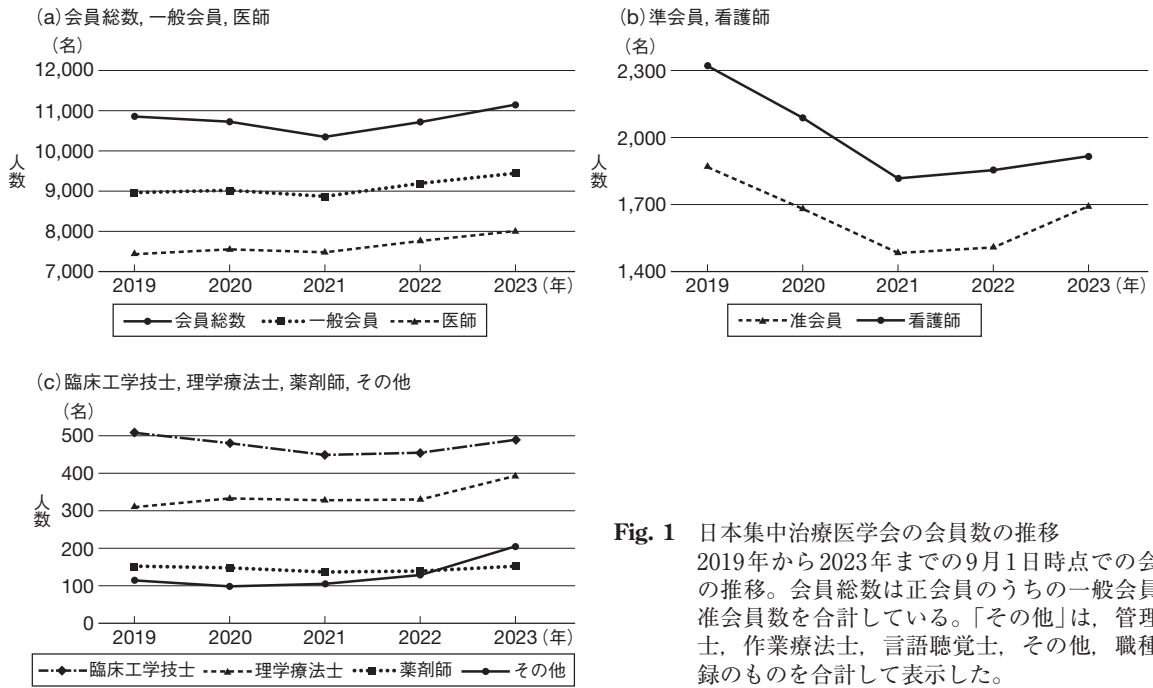 (a)会員総数, 一般会員, 医師
(名)
12,000
11,000
10,000
9,000
8,000
7,000
人数
2019 2020 2021 2022 2023(年)
会員総数 一般会員 医師
(b)準会員, 看護師
(名)
2,300
2,000
1,700
1,400
人数
2019 2020 2021 2022 2023(年)
准会員 看護師
(c)臨床工学技士, 理学療法士, 薬剤師, その他
(名)
500
400
300
200
100
0
人数
2019 2020 2021 2022 2023(年)
臨床工学技士 理学療法士 薬剤師 その他
Fig. 1 日本集中治療医学会の会員数の推移
2019年から2023年までの9月1日時点での会
の推移。会員総数は正会員のうちの一般会員
准会員数を合計している。「その他」は, 管理
士, 作業療法士, 言語聴覚士, その他, 職種
録のものを合計して表示した。